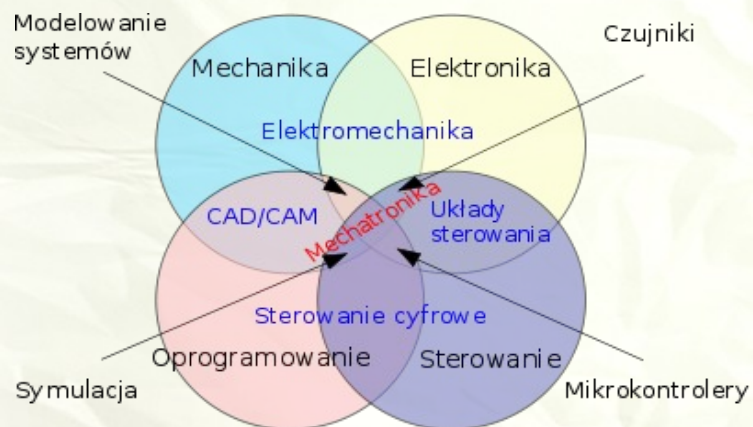 Modelowanie
systemów
Czujniki
Mechanika
Elektronika
Elektromechanika
CAD/CAM
Mechatronika
Układy
sterowania
Sterowanie cyfrowe
Oprogramowanie
Sterowanie
Symulacja
Mikrokontrolery